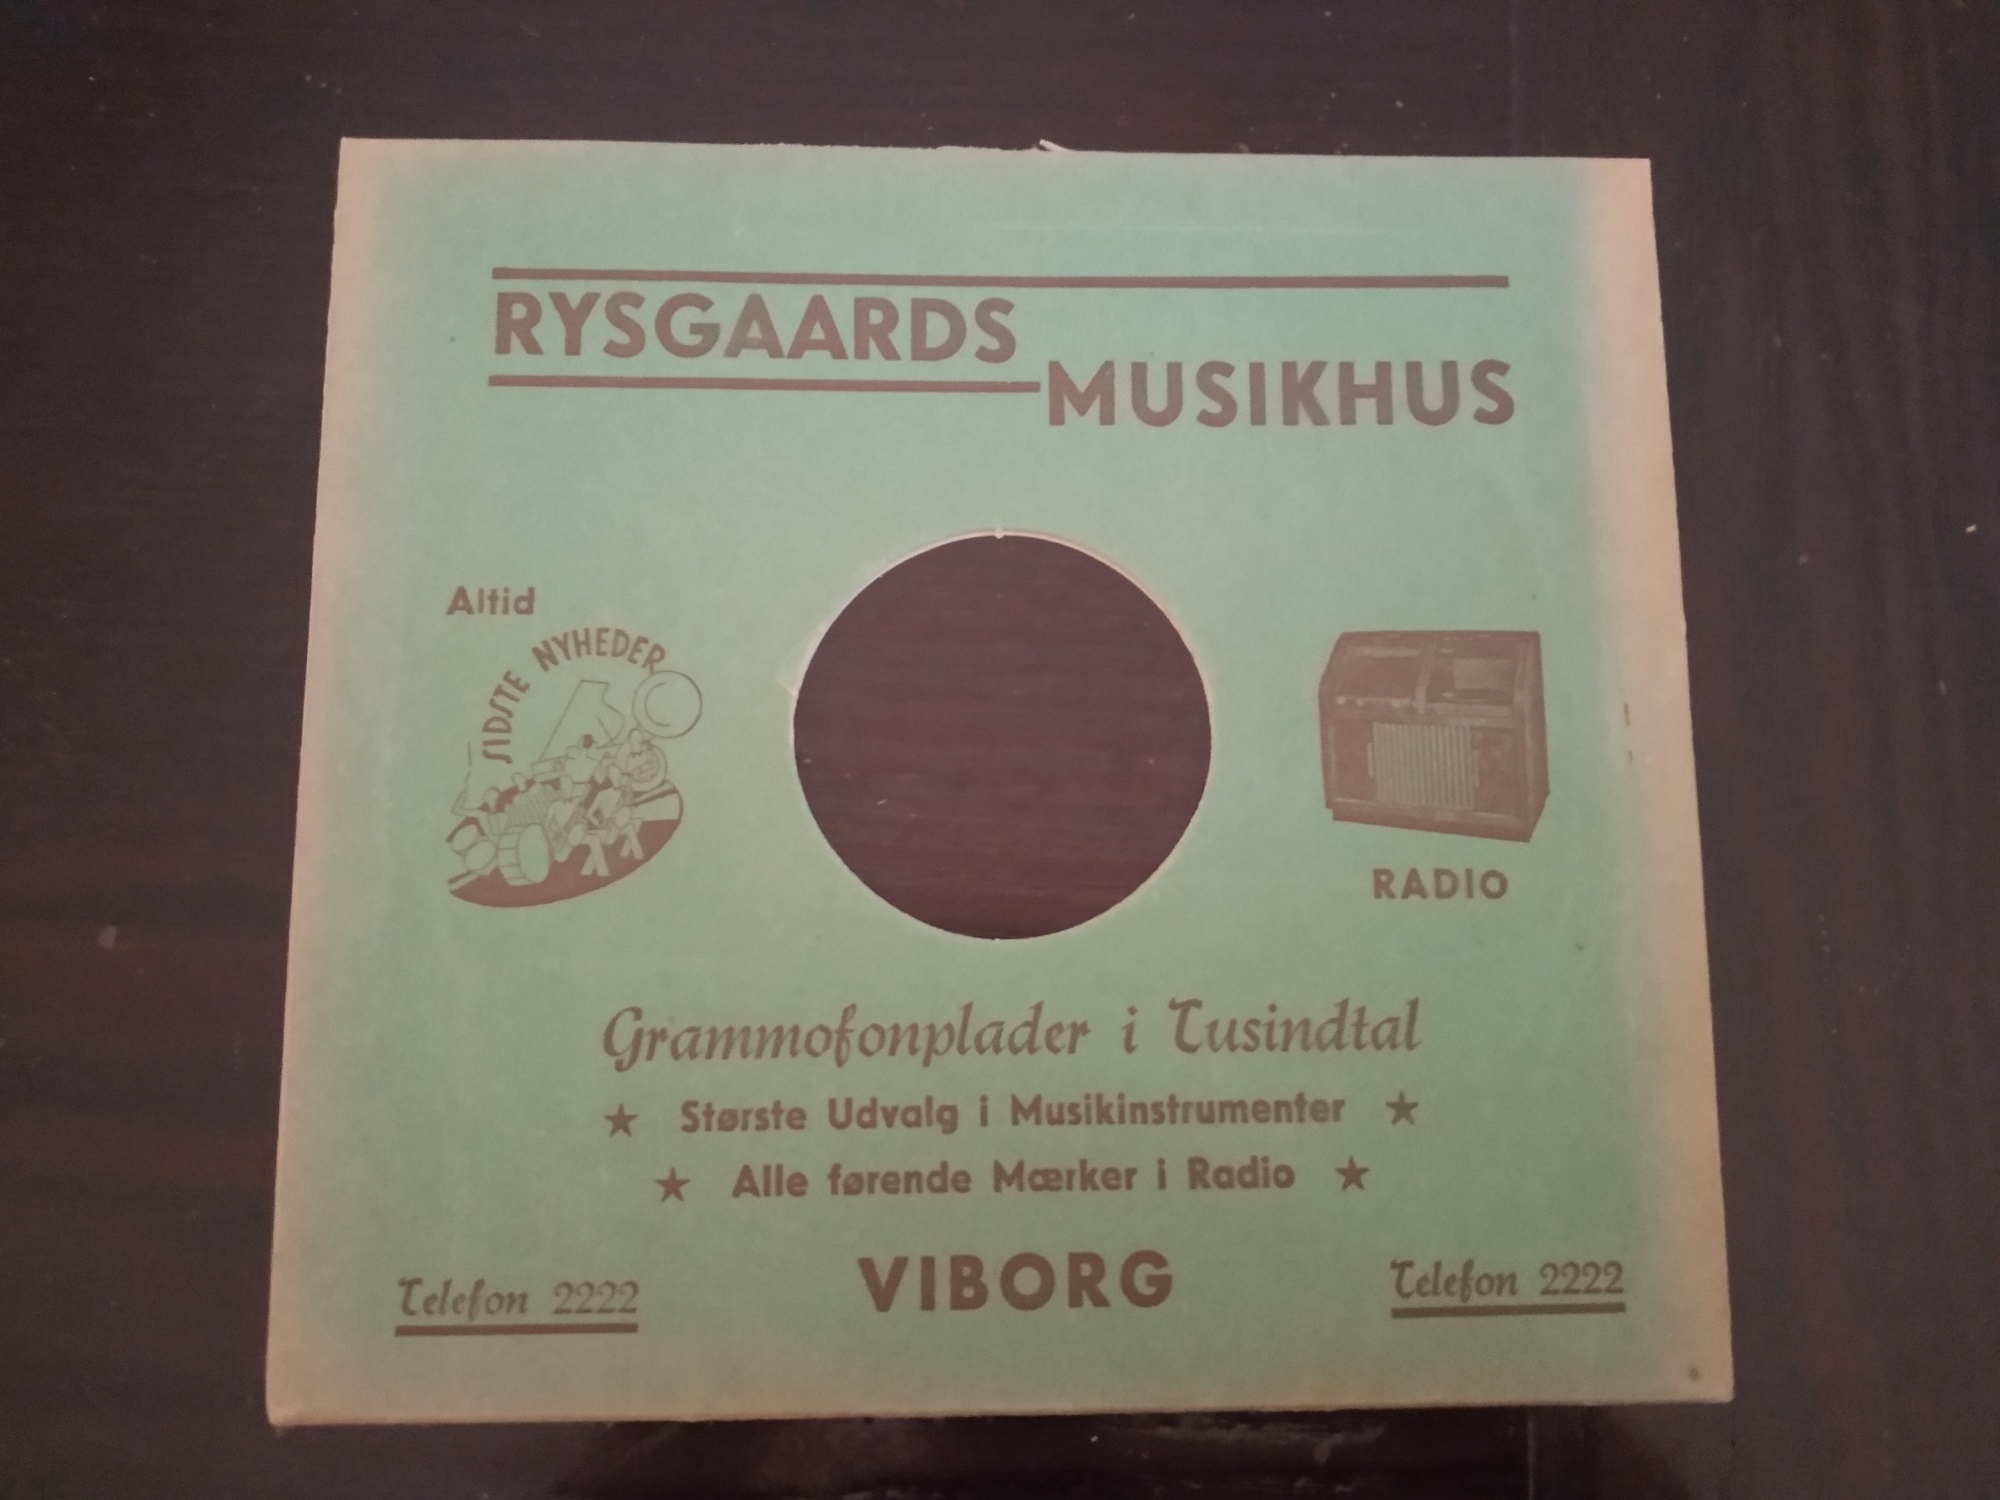 RYSGAARDS
MUSIKHUS
Altid
SIDSTE NYHEDER
RADIO
Grammofonplader i Tusindtal
★ Største Udvalg i Musikinstrumenter ★
★ Alle førende Mærker i Radio ★
Telefon 2222
VIBORG
Telefon 2222